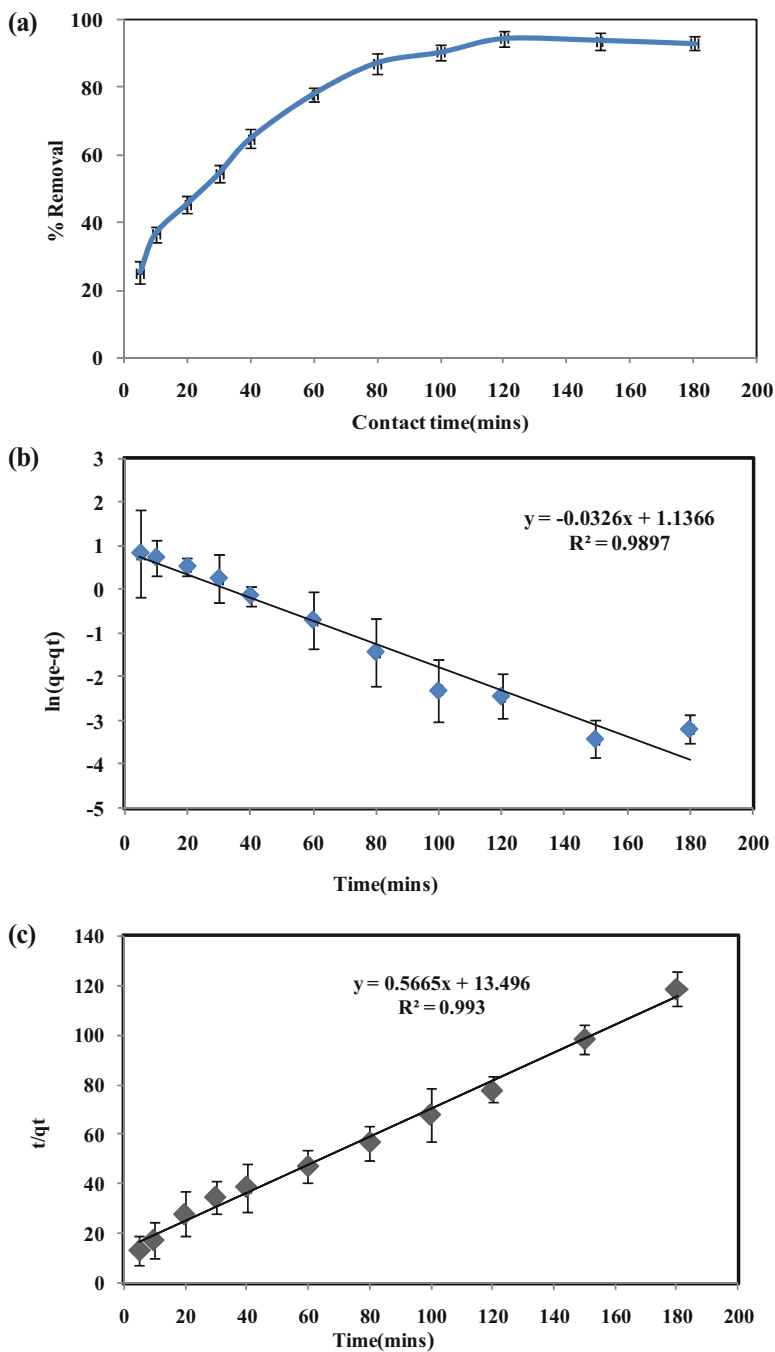 (a)
100
80
60
40
20
0
% Removal
0 20 40 60 80 100 120 140 160 180 200
Contact time(mins)
(b)
3
2
1
0
-1
-2
-3
-4
-5
ln(qe-qt)
y = -0.0326x + 1.1366
R² = 0.9897
0 20 40 60 80 100 120 140 160 180 200
Time(mins)
(c)
140
120
100
80
60
40
20
0
t/qt
y = 0.5665x + 13.496
R² = 0.993
0 20 40 60 80 100 120 140 160 180 200
Time(mins)